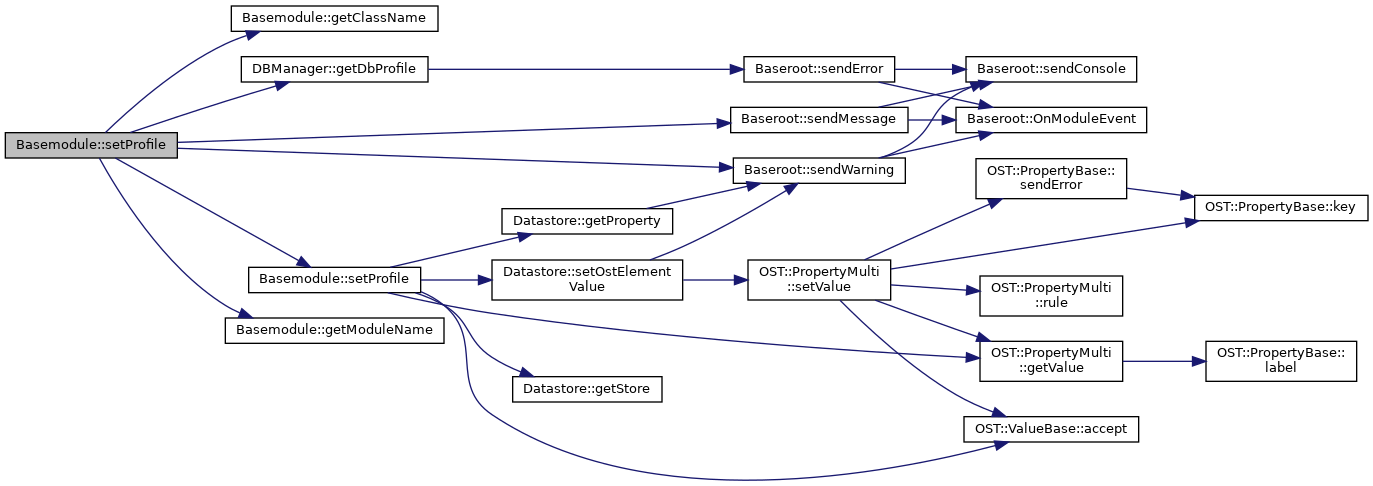 Basemodule::getClassName
DBManager::getDbProfile
Baseroot::sendError
Baseroot::sendConsole
Baseroot::sendMessage
Baseroot::OnModuleEvent
Basemodule::setProfile
Baseroot::sendWarning
OST::PropertyBase::
sendError
OST::PropertyBase::key
Datastore::getProperty
Basemodule::setProfile
Datastore::setOstElement
Value
OST::PropertyMulti
::setValue
OST::PropertyMulti
::rule
Basemodule::getModuleName
OST::PropertyMulti
::getValue
OST::PropertyBase::
label
Datastore::getStore
OST::ValueBase::accept